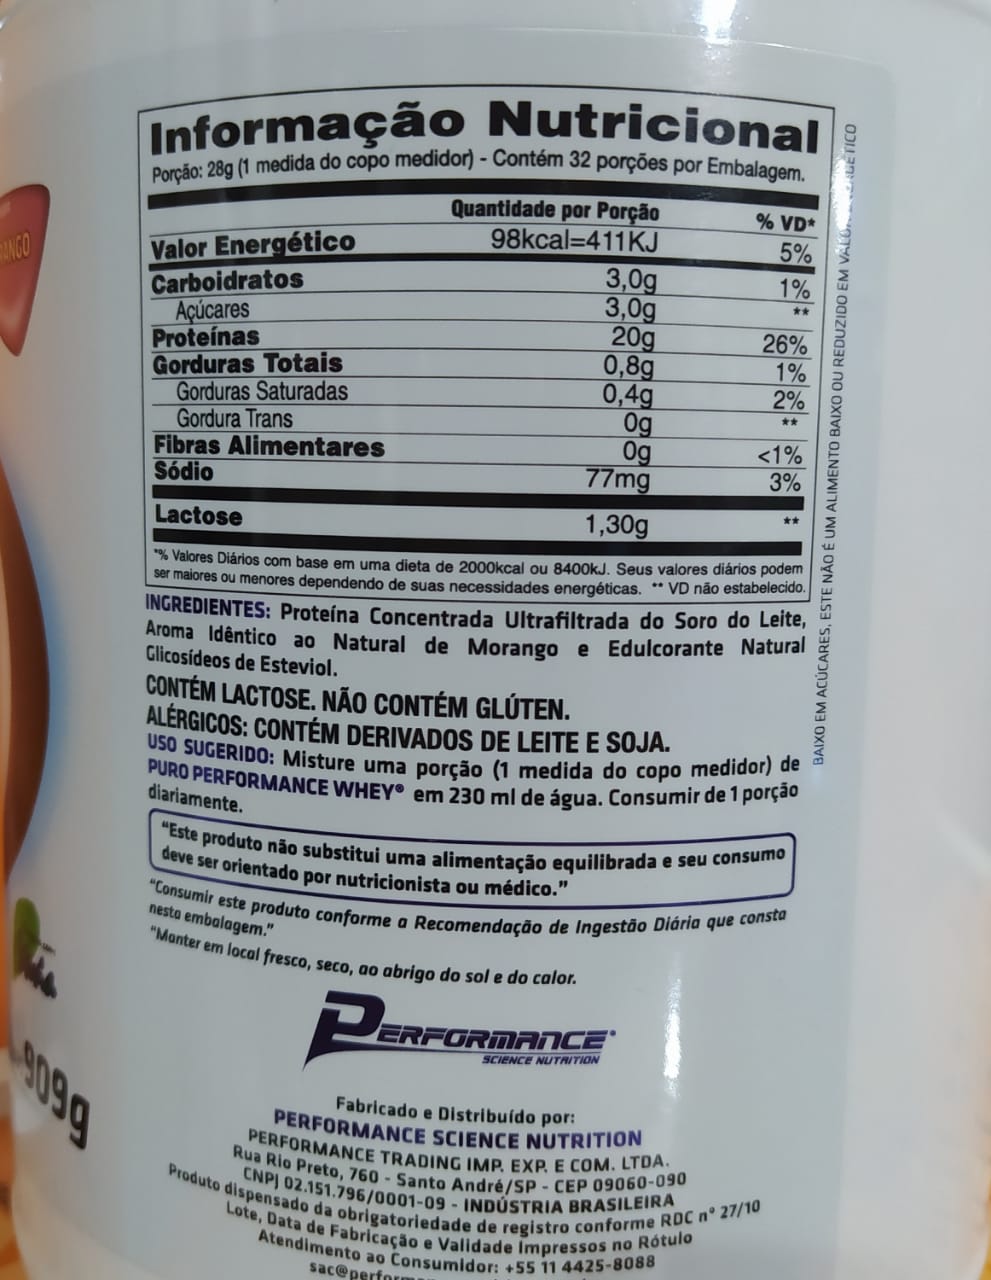 Informação Nutricional
Porção: 28g (1 medida do copo medidor) - Contém 32 porções por Embalagem.
Quantidade por Porção % VD*
Valor Energético 98kcal=411KJ 5%
Carboidratos 3,0g 1%
Açúcares 3,0g **
Proteínas 20g 26%
Gorduras Totais 0,8g 1%
Gorduras Saturadas 0,4g 2%
Gordura Trans 0g **
Fibras Alimentares 0g <1%
Sódio 77mg 3%
Lactose 1,30g **
*% Valores Diários com base em uma dieta de 2000kcal ou 8400kJ. Seus valores diários podem
ser maiores ou menores dependendo de suas necessidades energéticas. ** VD não estabelecido.
BAIXO EM AÇÚCARES, ESTE NÃO É UM ALIMENTO BAIXO OU REDUZIDO EM VALOR ENERGÉTICO
INGREDIENTES: Proteína Concentrada Ultrafiltrada do Soro do Leite,
Aroma Idêntico ao Natural de Morango e Edulcorante Natural
Glicosídeos de Esteviol.
CONTÉM LACTOSE. NÃO CONTÉM GLÚTEN.
ALÉRGICOS: CONTÉM DERIVADOS DE LEITE E SOJA.
USO SUGERIDO: Misture uma porção (1 medida do copo medidor) de
PURO PERFORMANCE WHEY® em 230 ml de água. Consumir de 1 porção
diariamente.
"Este produto não substitui uma alimentação equilibrada e seu consumo
deve ser orientado por nutricionista ou médico."
"Consumir este produto conforme a Recomendação de Ingestão Diária que consta
nesta embalagem."
"Manter em local fresco, seco, ao abrigo do sol e do calor.
PERFORMANCE
SCIENCE NUTRITION
909g
Fabricado e Distribuído por:
PERFORMANCE SCIENCE NUTRITION
PERFORMANCE TRADING IMP. EXP. E COM. LTDA.
Rua Rio Preto, 760 - Santo André/SP - CEP 09060-090
CNPJ 02.151.796/0001-09 - INDÚSTRIA BRASILEIRA
Produto dispensado da obrigatoriedade de registro conforme RDC n° 27/10
Lote, Data de Fabricação e Validade Impressos no Rótulo
Atendimento ao Consumidor: +55 11 4425-8088